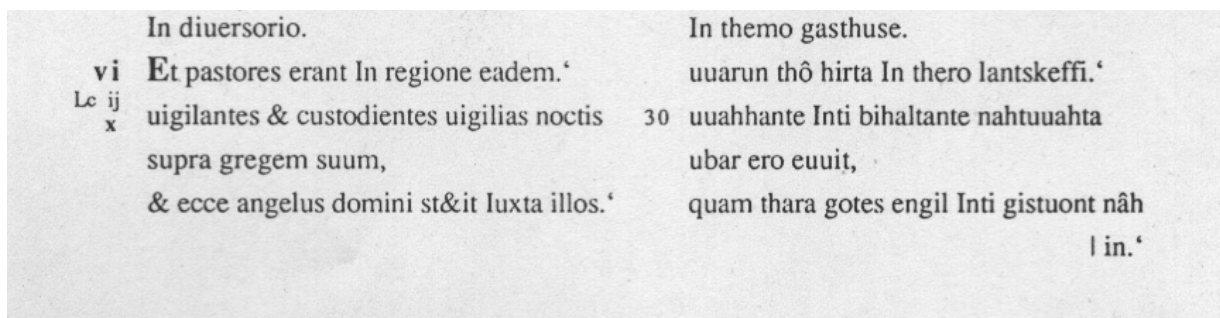 In diuersorio.
vi Et pastores erant In regione eadem.‘
Lc ij
x
uigilantes & custodientes uigilias noctis
supra gregem suum,
& ecce angelus domini st&it Iuxta illos.‘
In themo gasthuse.
uuarun thô hirta In thero lantskeffi.‘
30 uuahhante Inti bihaltante nahtuuahta
ubar ero euuit,
quam thara gotes engil Inti gistuont nâh
| in.‘